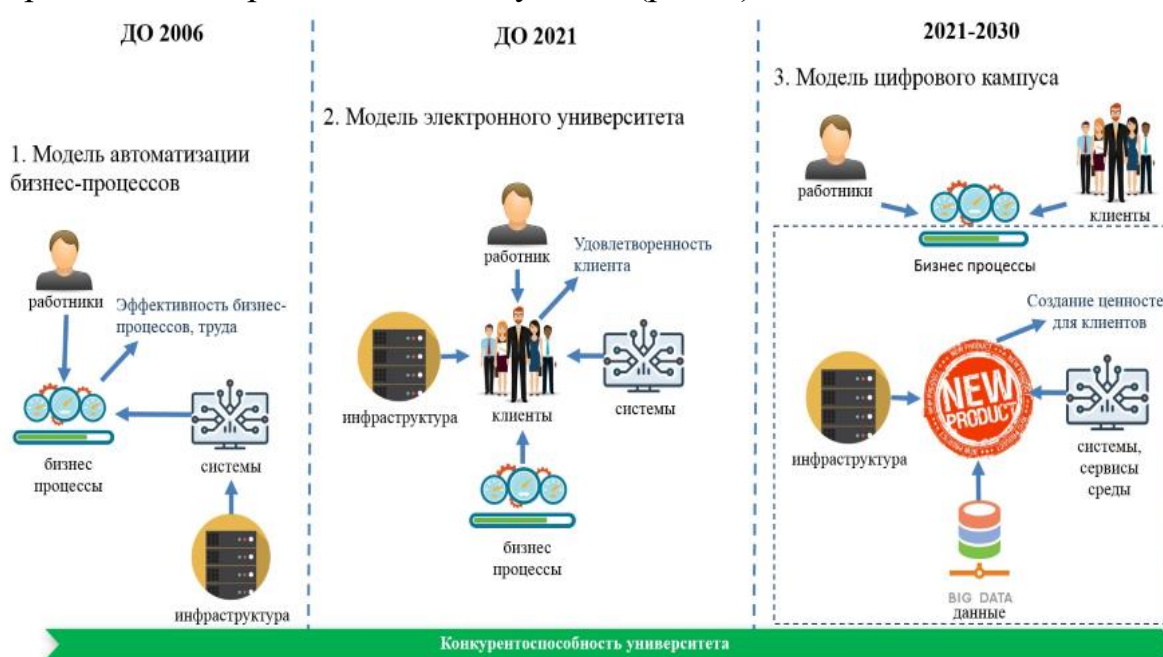 ДО 2006
1. Модель автоматизации
бизнес-процессов
работники
Эффективность бизнес-
процессов, труда
бизнес
процессы
системы
инфраструктура
ДО 2021
2. Модель электронного университета
работник
Удовлетворенность
клиента
инфраструктура
клиенты
системы
бизнес
процессы
2021-2030
3. Модель цифрового кампуса
работники
клиенты
Бизнес процессы
Создание ценносте
для клиентов
NEW
PRODUCT
инфраструктура
системы,
сервисы
среды
BIG DATA
данные
Конкурентоспособность университета